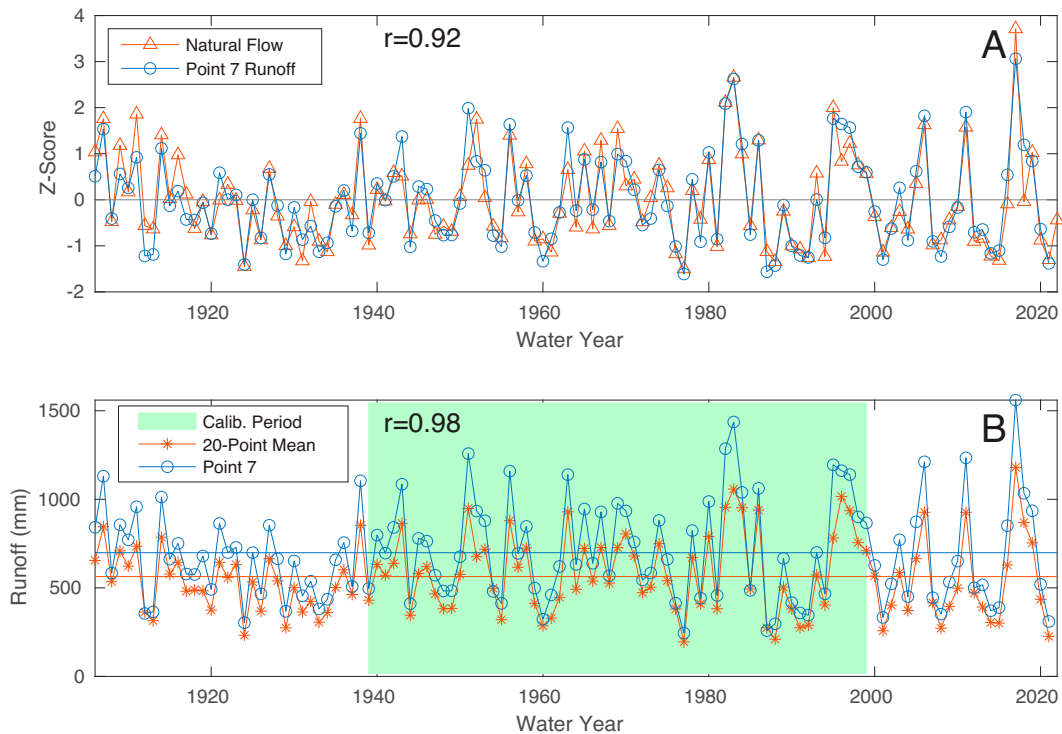 4
3
2
1
0
-1
-2
Z-Score
Natural Flow
Point 7 Runoff
r=0.92
A
1920
1940
1960
1980
2000
2020
Water Year
1500
1000
500
0
Runoff (mm)
Calib. Period
20-Point Mean
Point 7
r=0.98
B
1920
1940
1960
1980
2000
2020
Water Year